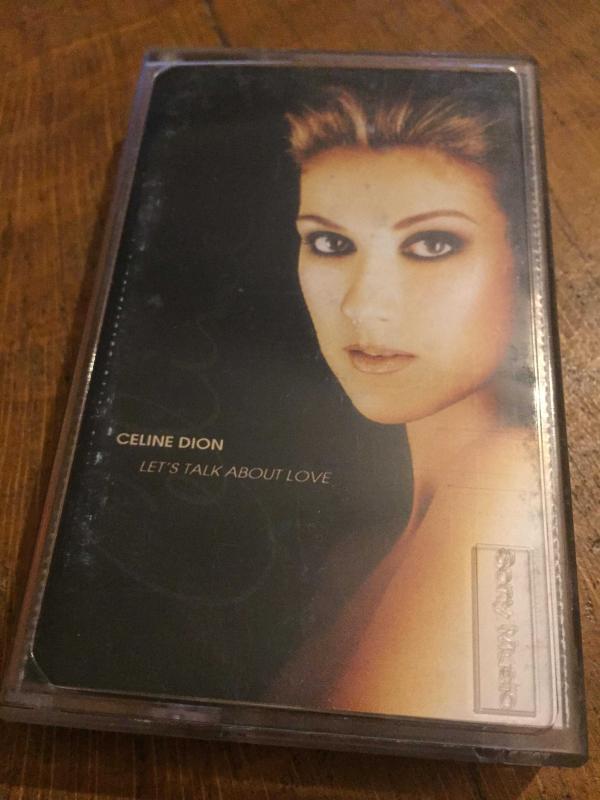 CELINE DION
LET'S TALK ABOUT LOVE
Sony Music